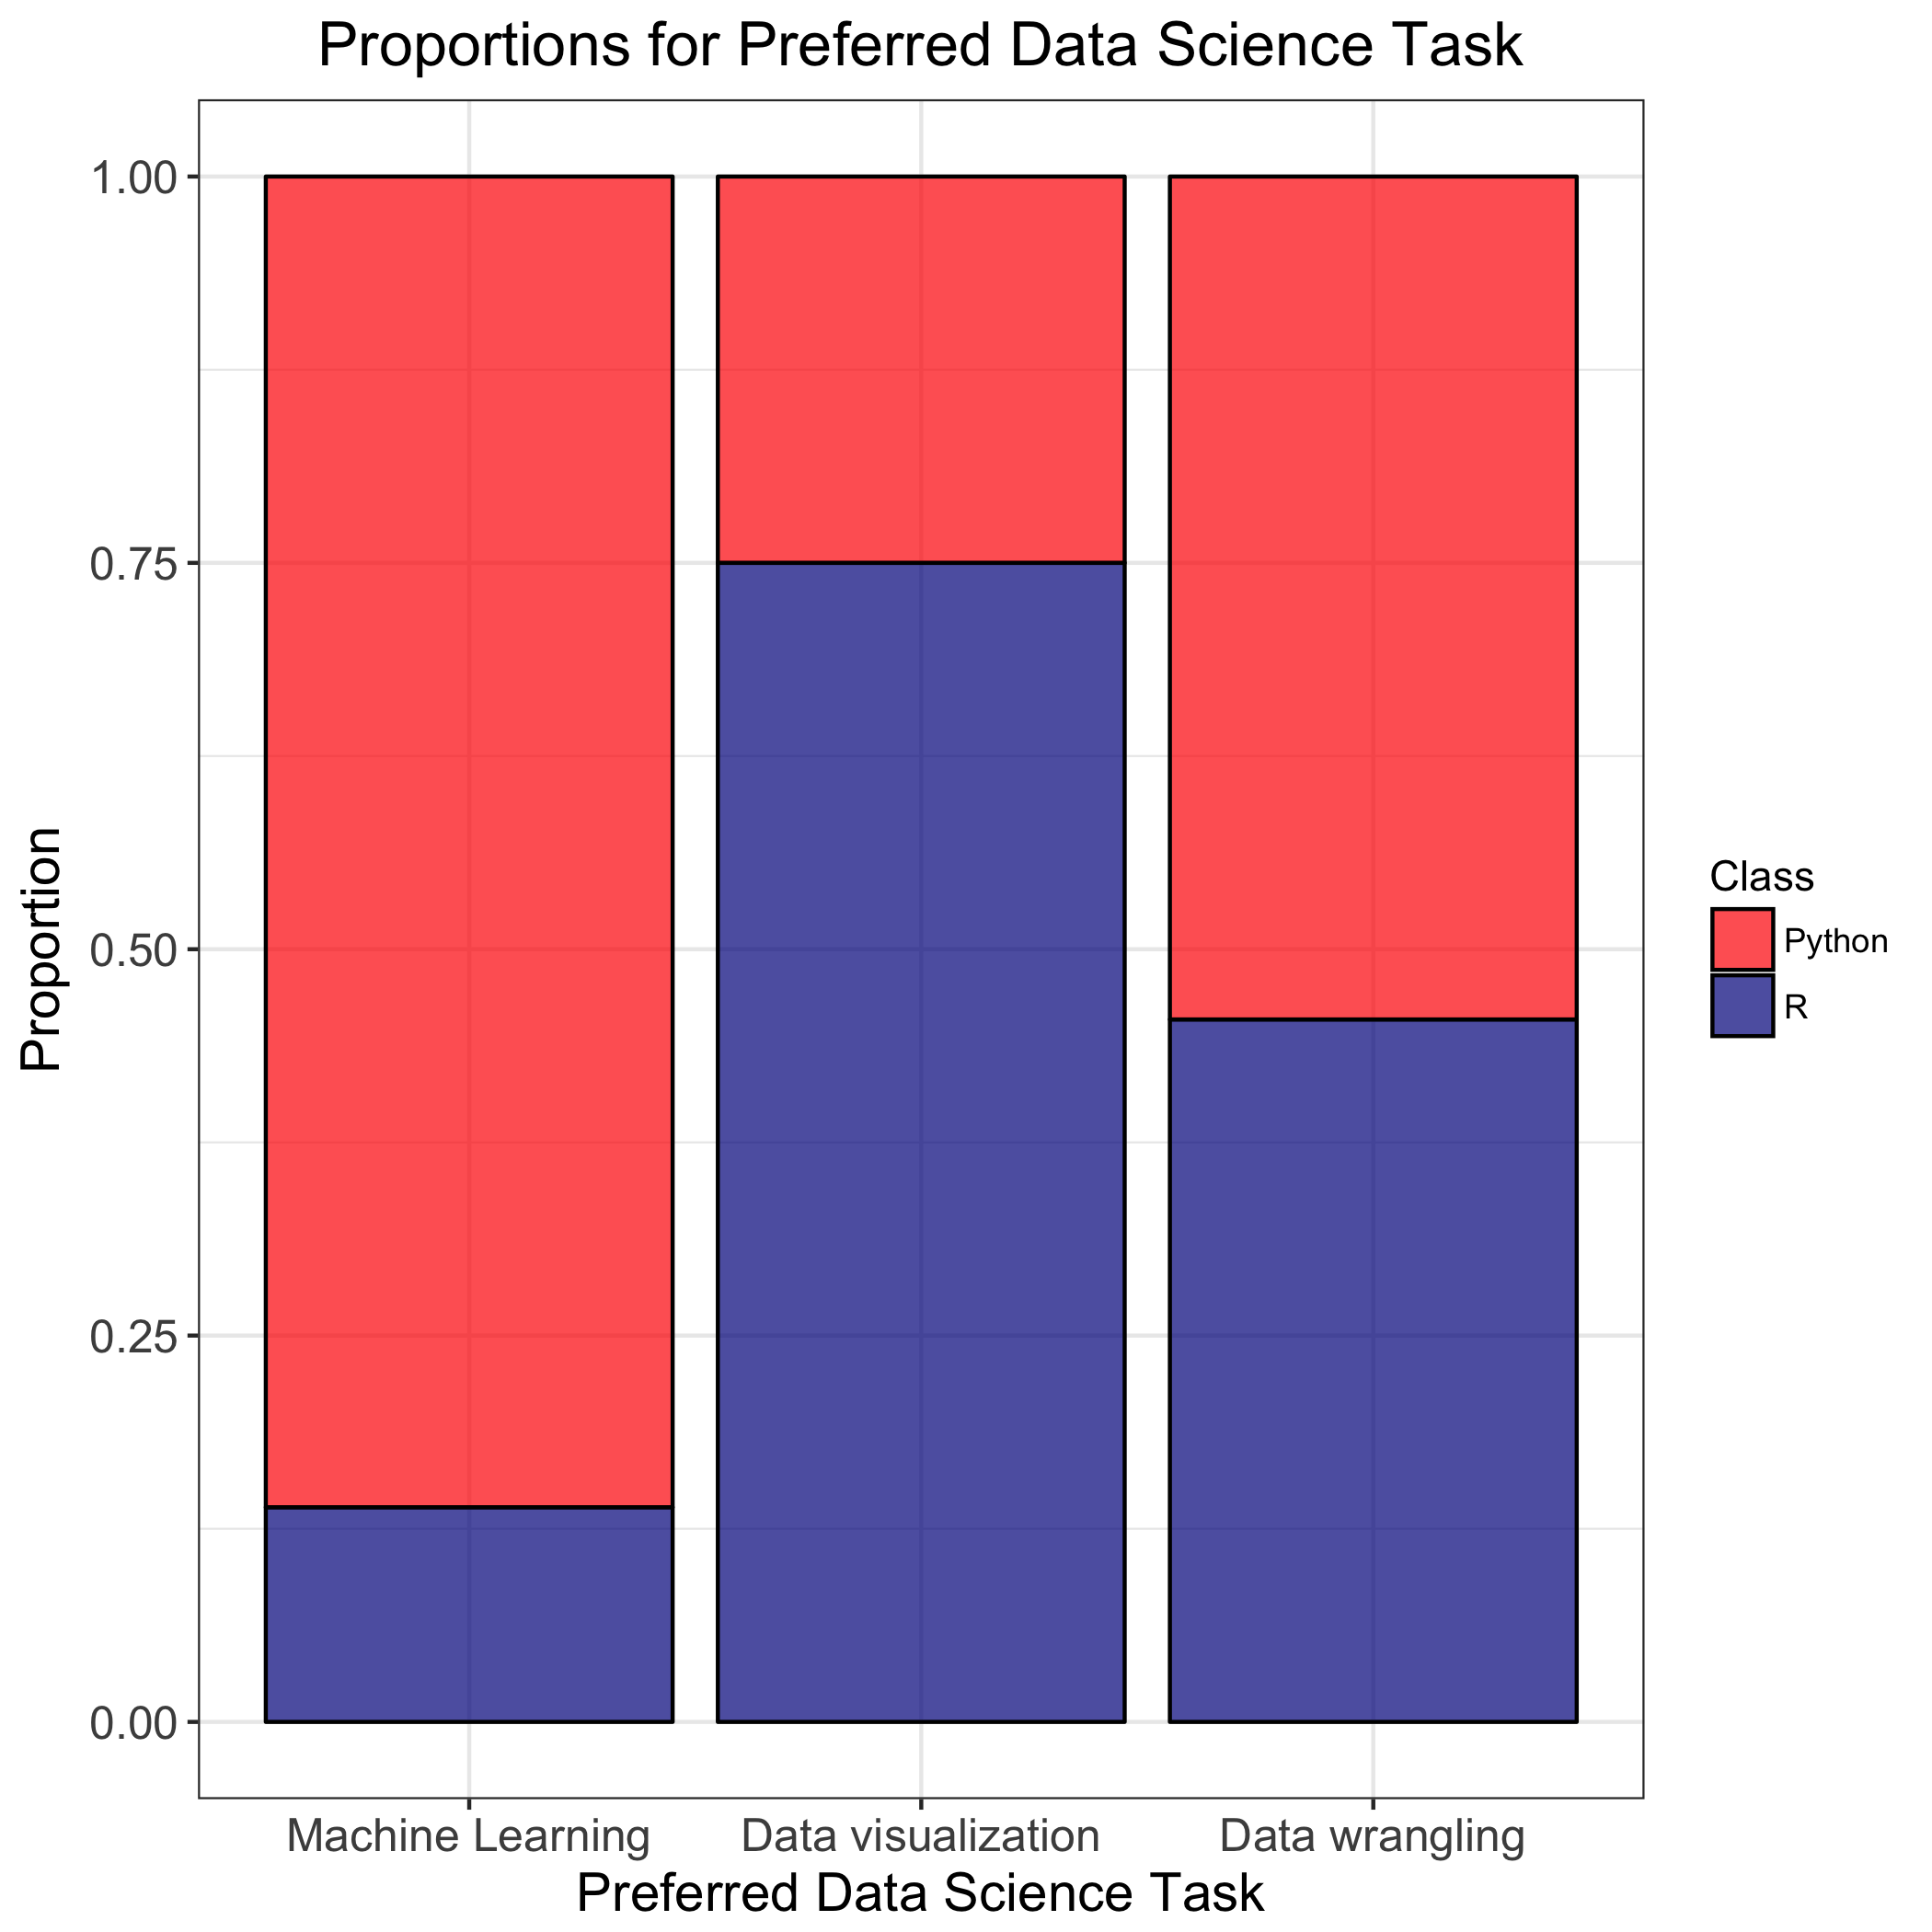 Proportions for Preferred Data Science Task
Proportion
1.00
0.75
0.50
0.25
0.00
Machine Learning
Data visualization
Data wrangling
Preferred Data Science Task
Class
Python
R